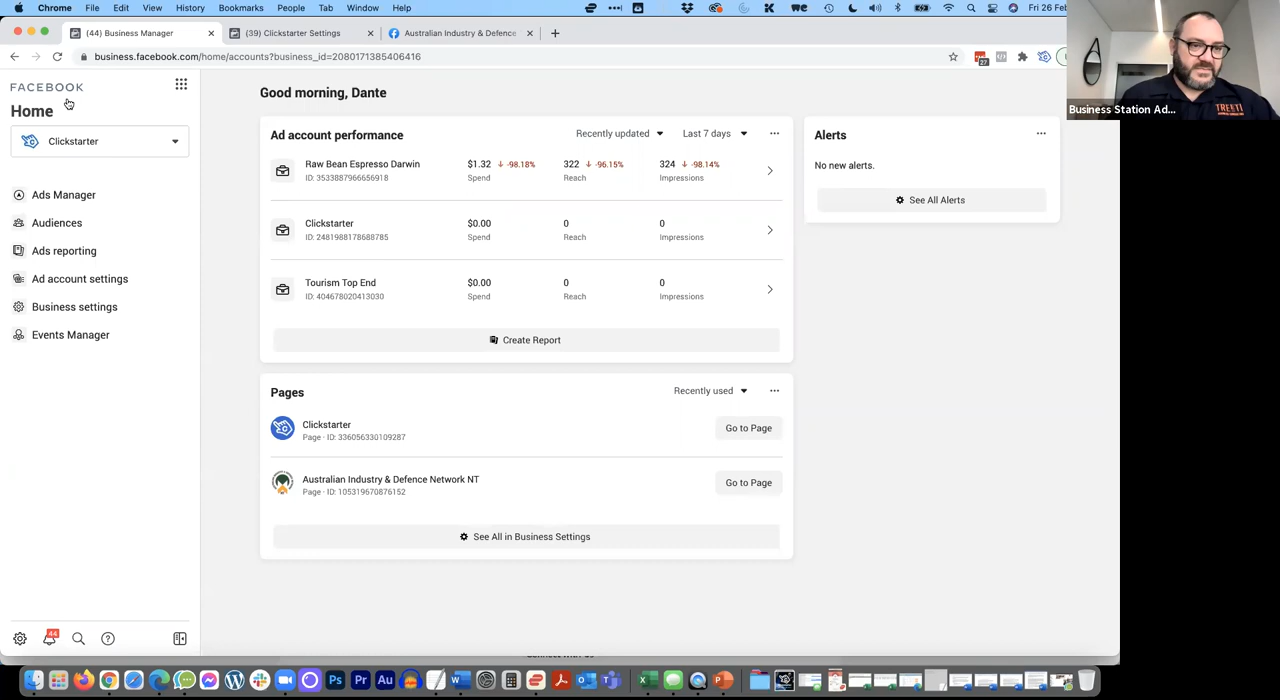 Chrome File Edit View History Bookmarks People Tab Window Help
Fri 26 Feb
(44) Business Manager
(39) Clickstarter Settings
Australian Industry & Defence
business.facebook.com/home/accounts?business_id=2080171385406416
27
FACEBOOK
Home
Clickstarter
Ads Manager
Audiences
Ads reporting
Ad account settings
Business settings
Events Manager
44
Good morning, Dante
Ad account performance
Recently updated
Last 7 days
Raw Bean Espresso Darwin
ID: 3533887966656918
$1.32 ↓ -98.18%
Spend
322 ↓ -96.15%
Reach
324 ↓ -98.14%
Impressions
Clickstarter
ID: 2481988178688785
$0.00
Spend
0
Reach
0
Impressions
Tourism Top End
ID: 404678020413030
$0.00
Spend
0
Reach
0
Impressions
Create Report
Pages
Recently used
Clickstarter
Page · ID: 336056330109287
Go to Page
Australian Industry & Defence Network NT
Page · ID: 105319670876152
Go to Page
See All in Business Settings
Alerts
No new alerts.
See All Alerts
Business Station Ad...